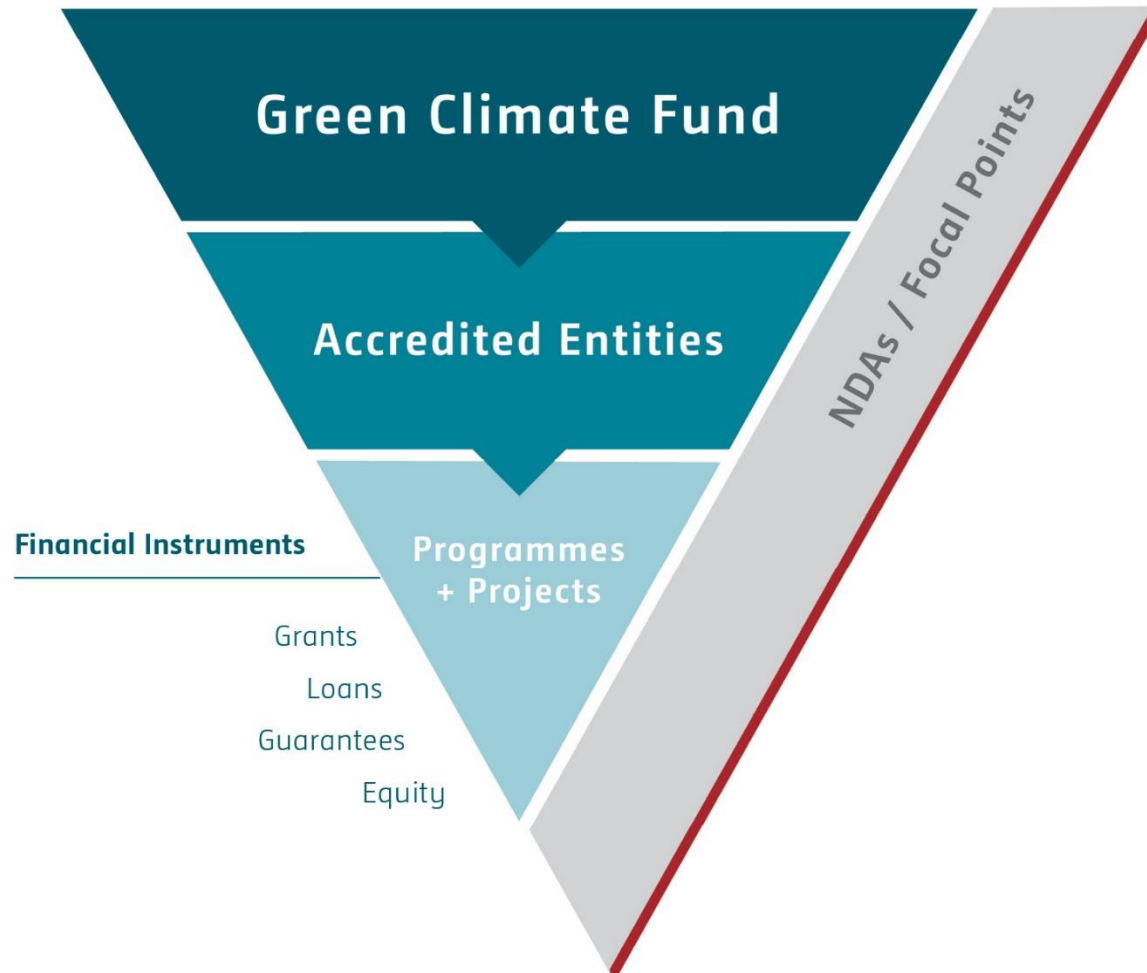 Green Climate Fund
NDAs / Focal Points
Accredited Entities
Financial Instruments
Programmes
+ Projects
Grants
Loans
Guarantees
Equity